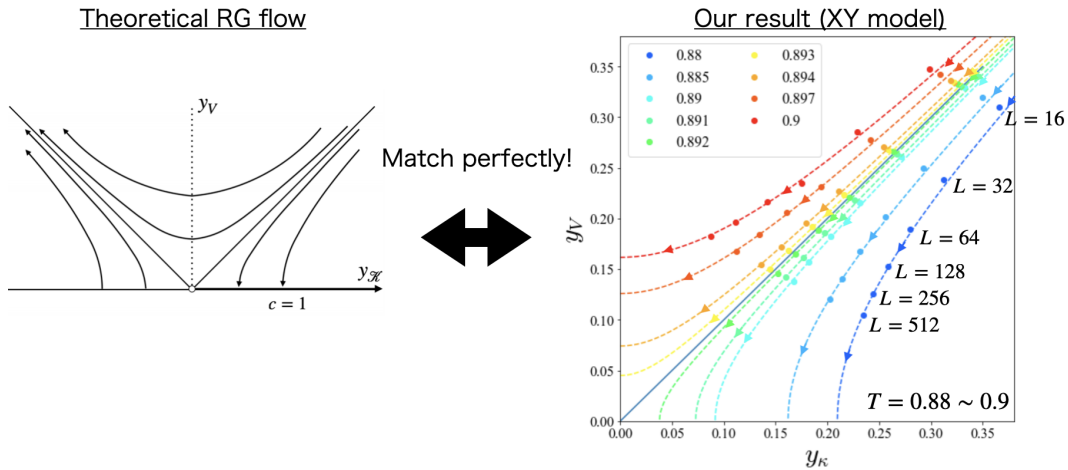 Theoretical RG flow
y_V
y_𝒦
c = 1
Match perfectly!
Our result (XY model)
0.88
0.885
0.89
0.891
0.892
0.893
0.894
0.897
0.9
L = 16
L = 32
L = 64
L = 128
L = 256
L = 512
T = 0.88 ~ 0.9
y_V
0.35
0.30
0.25
0.20
0.15
0.10
0.05
0.00
0.00 0.05 0.10 0.15 0.20 0.25 0.30 0.35
y_κ